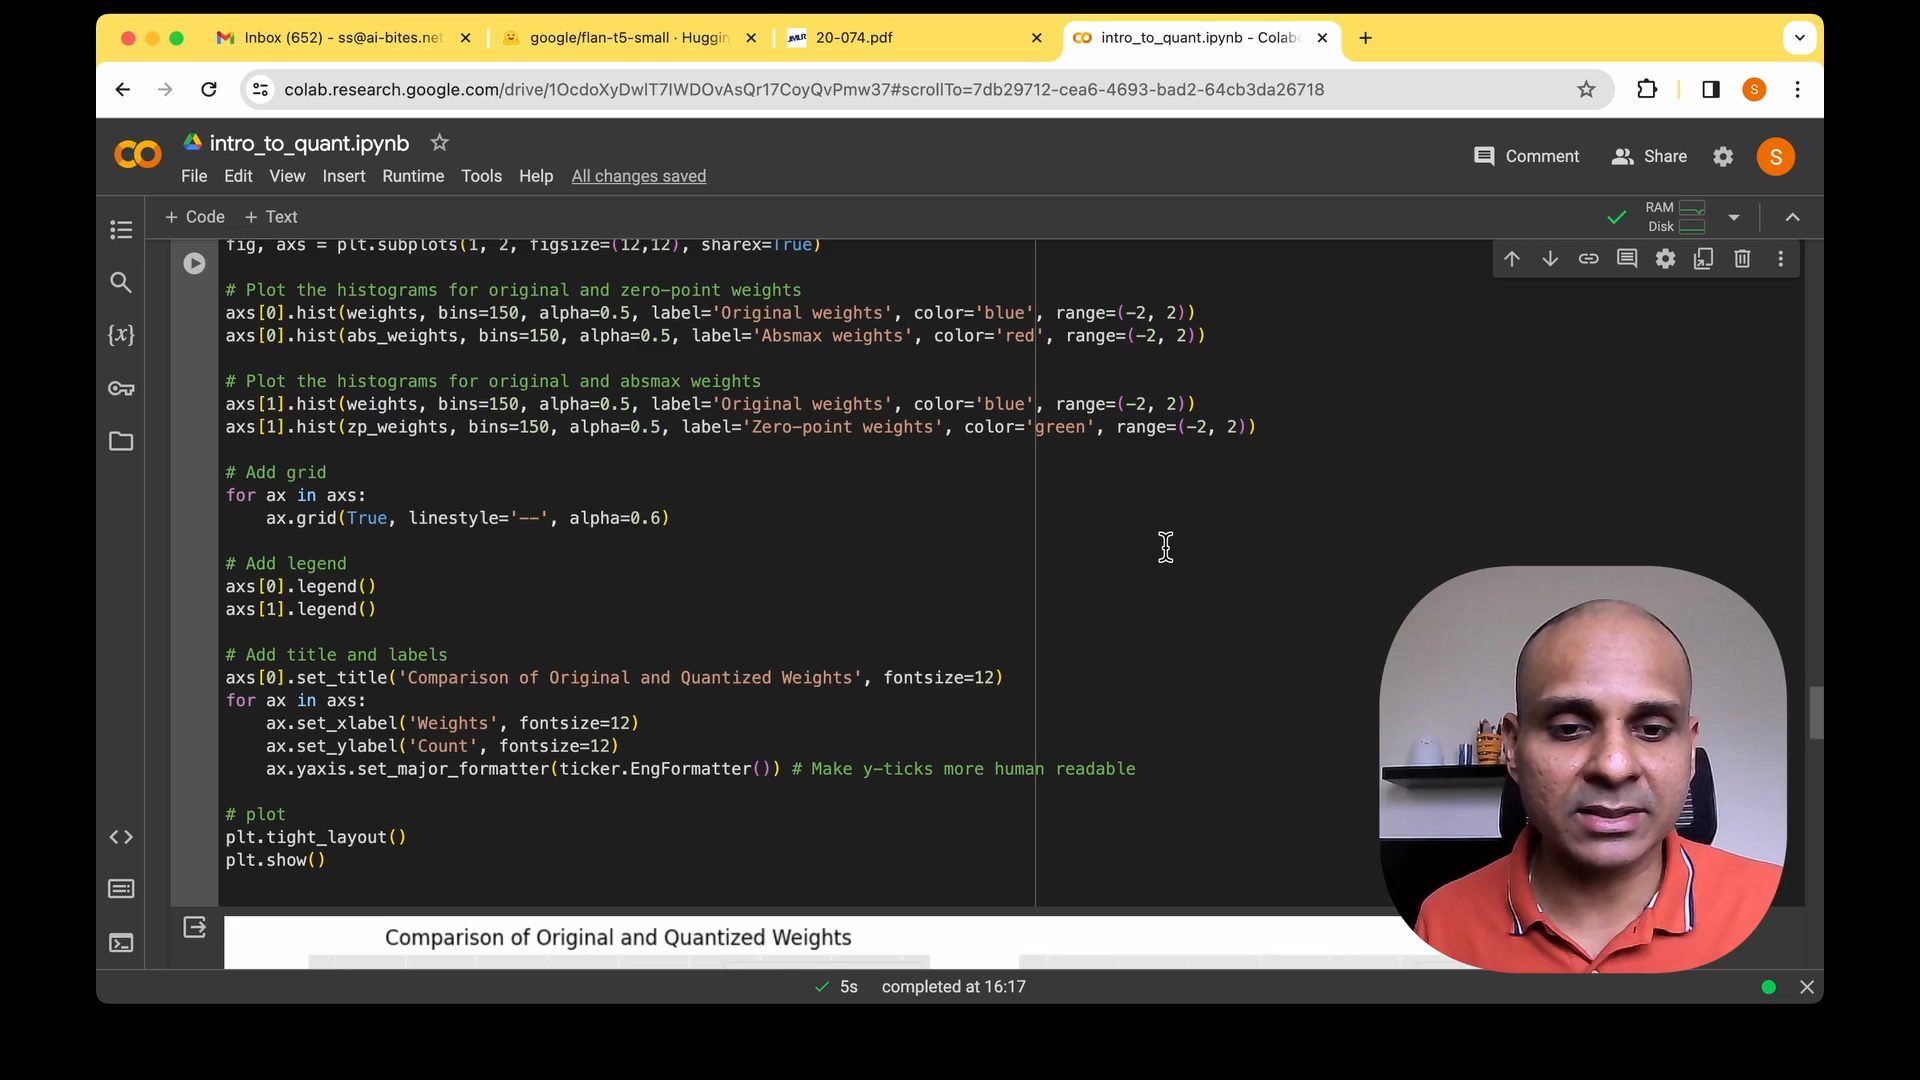 Inbox (652) - ss@ai-bites.net
google/flan-t5-small · Huggin
20-074.pdf
intro_to_quant.ipynb - Colab
colab.research.google.com/drive/1OcdoXyDwIT7IWDOvAsQr17CoyQvPmw37#scrollTo=7db29712-cea6-4693-bad2-64cb3da26718
S
intro_to_quant.ipynb
Comment
Share
S
File Edit View Insert Runtime Tools Help All changes saved
+ Code + Text
RAM
Disk
fig, axs = plt.subplots(1, 2, figsize=(12,12), sharex=True)
# Plot the histograms for original and zero-point weights
axs[0].hist(weights, bins=150, alpha=0.5, label='Original weights', color='blue', range=(-2, 2))
axs[0].hist(abs_weights, bins=150, alpha=0.5, label='Absmax weights', color='red', range=(-2, 2))
# Plot the histograms for original and absmax weights
axs[1].hist(weights, bins=150, alpha=0.5, label='Original weights', color='blue', range=(-2, 2))
axs[1].hist(zp_weights, bins=150, alpha=0.5, label='Zero-point weights', color='green', range=(-2, 2))
# Add grid
for ax in axs:
    ax.grid(True, linestyle='--', alpha=0.6)
# Add legend
axs[0].legend()
axs[1].legend()
# Add title and labels
axs[0].set_title('Comparison of Original and Quantized Weights', fontsize=12)
for ax in axs:
    ax.set_xlabel('Weights', fontsize=12)
    ax.set_ylabel('Count', fontsize=12)
    ax.yaxis.set_major_formatter(ticker.EngFormatter()) # Make y-ticks more human readable
# plot
plt.tight_layout()
plt.show()
Comparison of Original and Quantized Weights
5s completed at 16:17